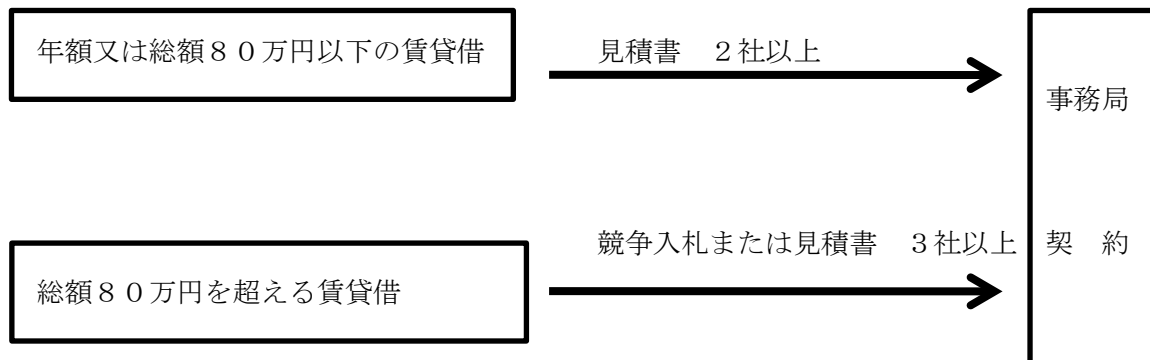 年額又は総額８０万円以下の賃貸借
見積書　２社以上
事務局
競争入札または見積書　３社以上
契　約
総額８０万円を超える賃貸借